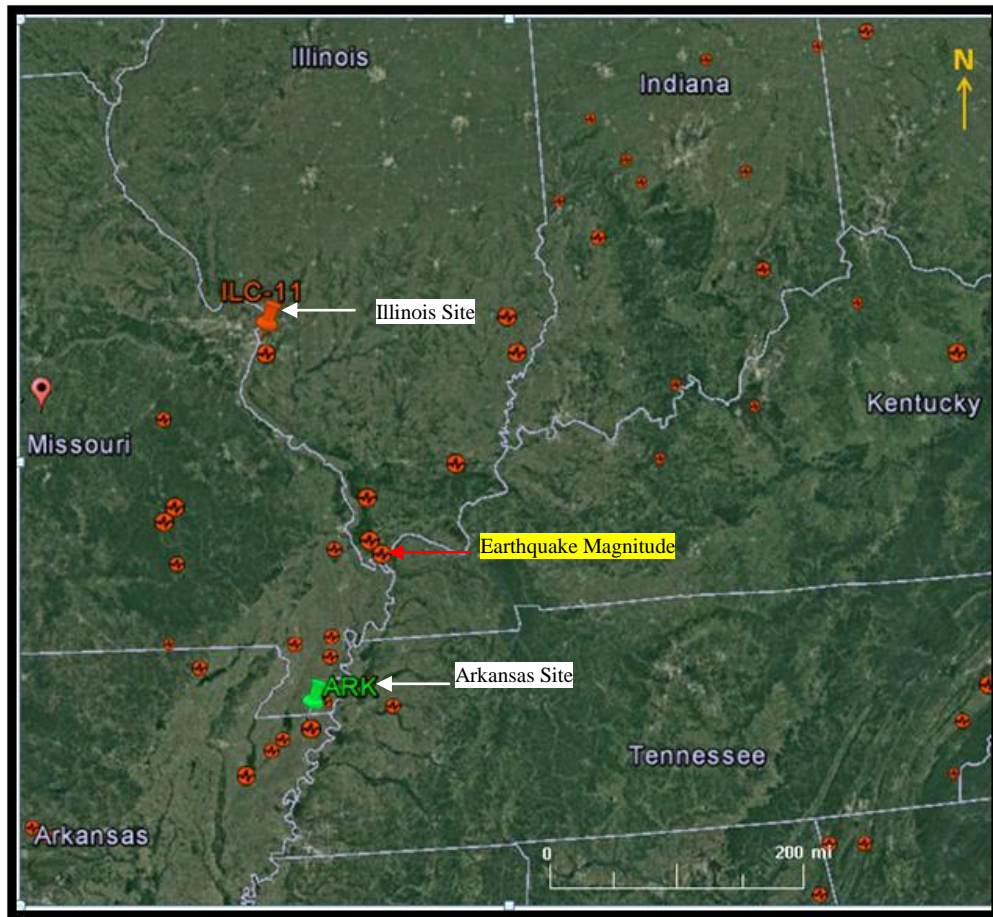 Illinois
Indiana
N
ILC-11
Illinois Site
Kentucky
Missouri
Earthquake Magnitude
Arkansas Site
ARK
Tennessee
Arkansas
0
200 mi